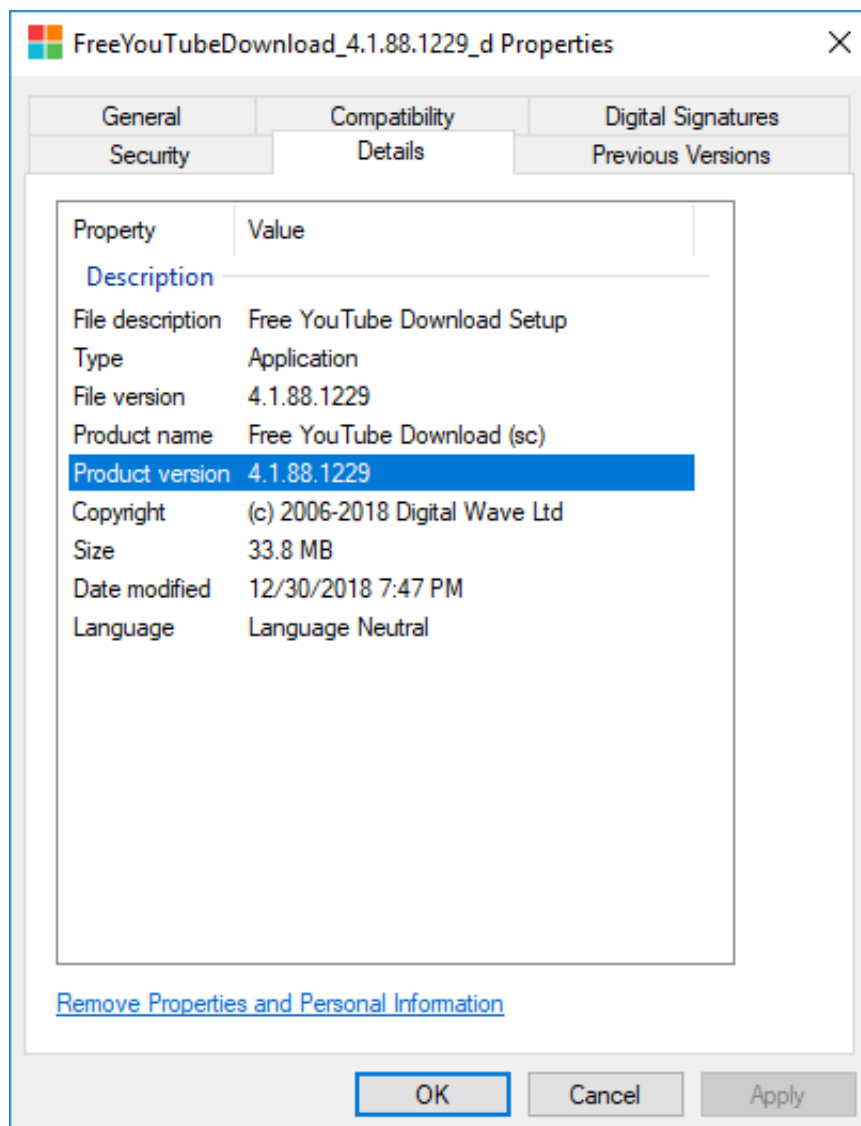 FreeYouTubeDownload_4.1.88.1229_d Properties
General Compatibility Digital Signatures
Security Details Previous Versions
Property Value
Description
File description Free YouTube Download Setup
Type Application
File version 4.1.88.1229
Product name Free YouTube Download (sc)
Product version 4.1.88.1229
Copyright (c) 2006-2018 Digital Wave Ltd
Size 33.8 MB
Date modified 12/30/2018 7:47 PM
Language Language Neutral
Remove Properties and Personal Information
OK Cancel Apply